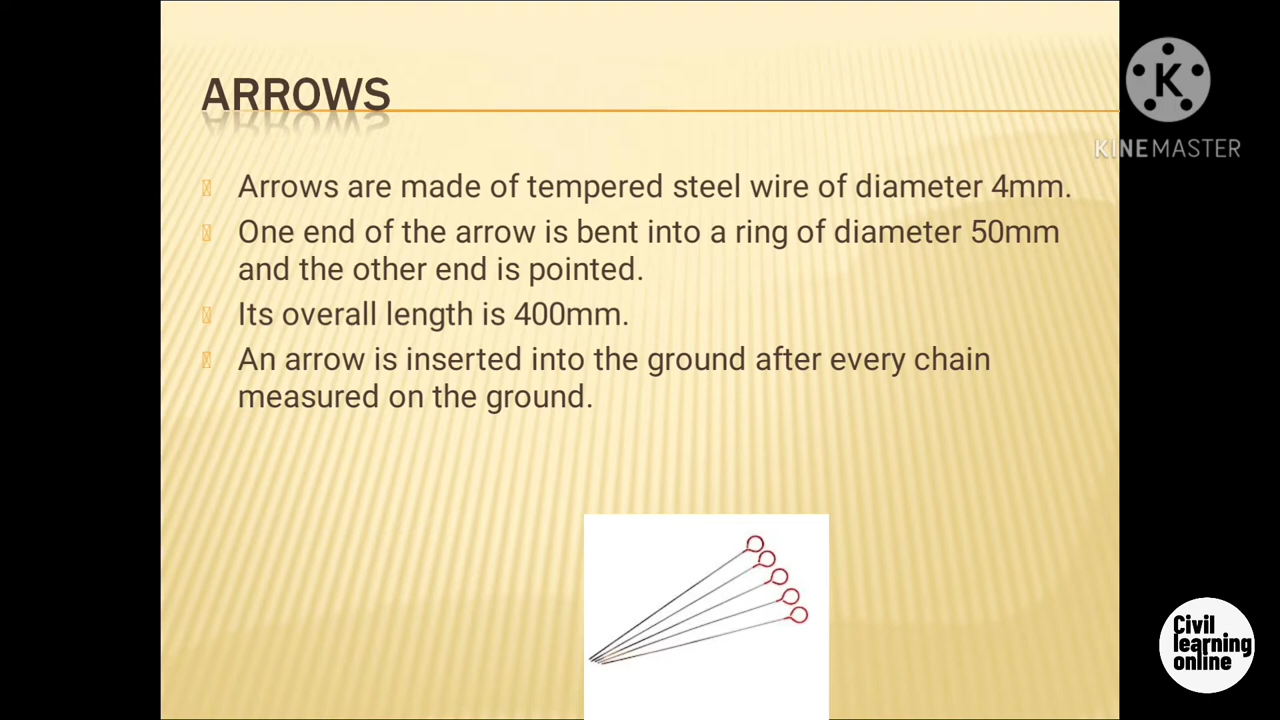 ARROWS
K
KINEMASTER
Arrows are made of tempered steel wire of diameter 4mm.
One end of the arrow is bent into a ring of diameter 50mm
and the other end is pointed.
Its overall length is 400mm.
An arrow is inserted into the ground after every chain
measured on the ground.
Civil
learning
online